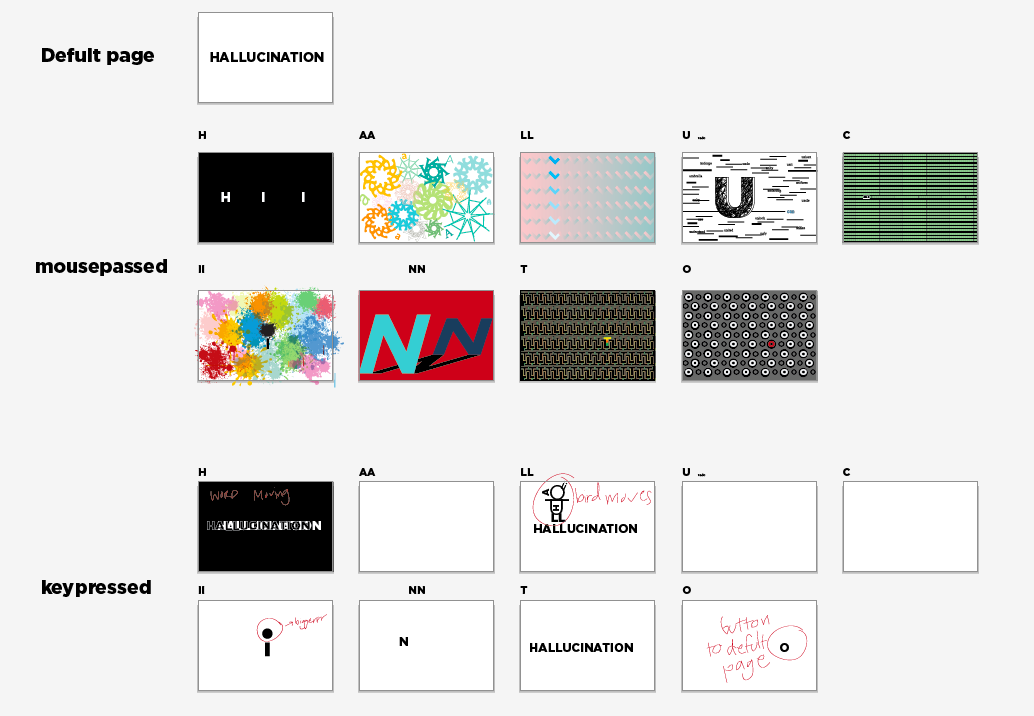 Defult page
HALLUCINATION
H
AA
LL
U
C
H I I
U
mousepassed
II
NN
T
O
N N
H
AA
LL
U
C
WORD Moving
HALLUCINATION
bird moves
HALLUCINATION
keypressed
II
NN
T
O
N
HALLUCINATION
button
to defult
page
O